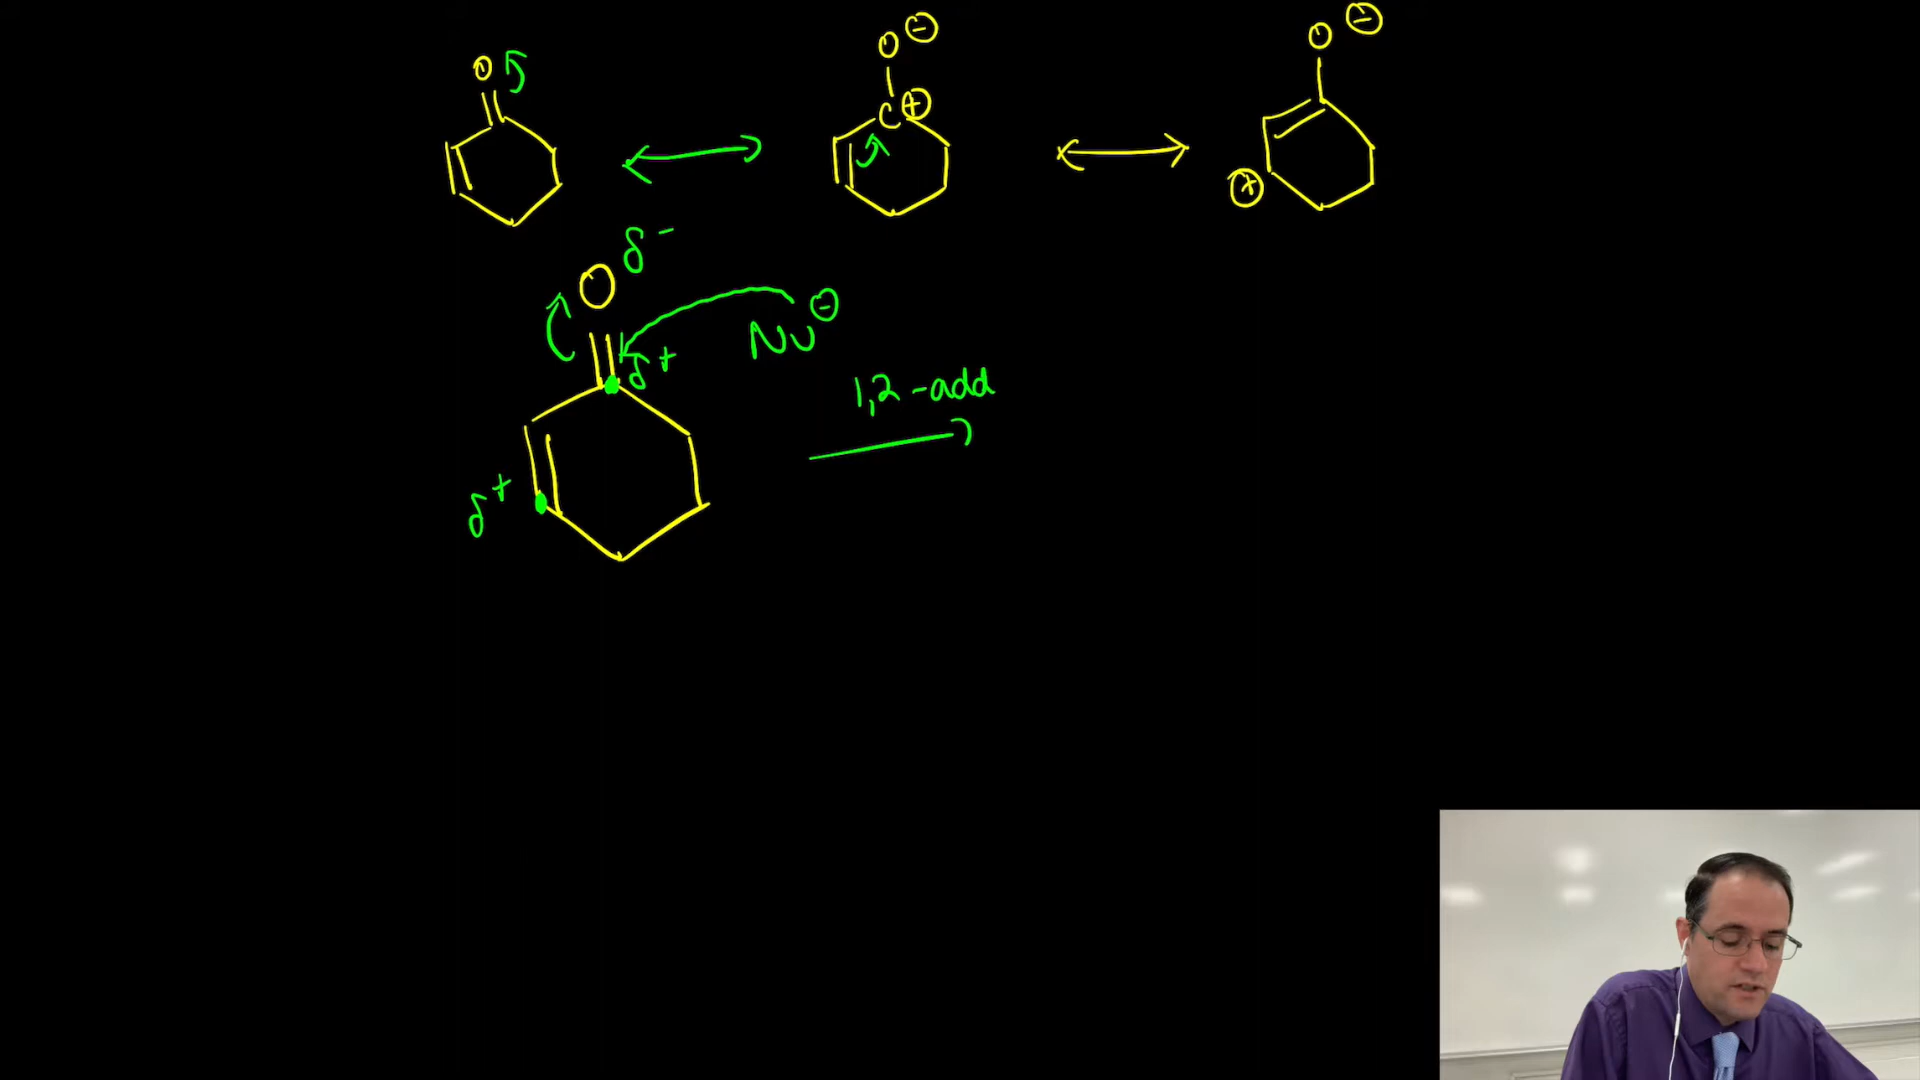 O
O ⊖
C ⊕
O ⊖
⊕
O δ-
δ+
Nu ⊖
1,2-add
δ+